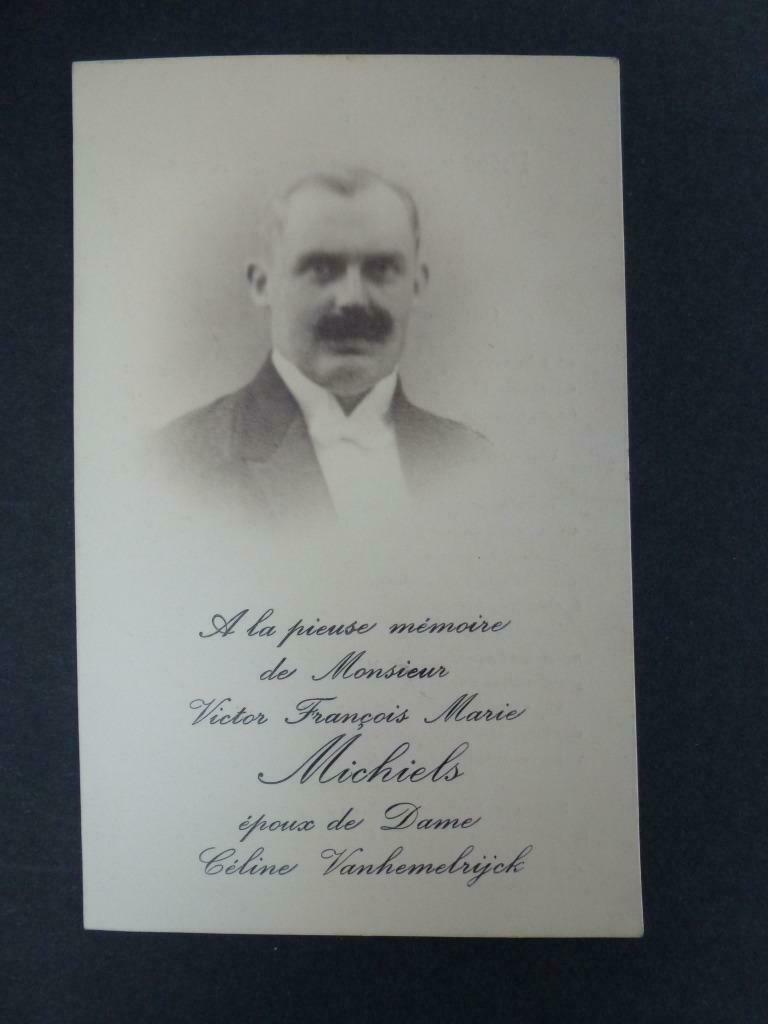 A la pieuse mémoire
de Monsieur
Victor François Marie
Michiels
époux de Dame
Céline Vanhemelrijck